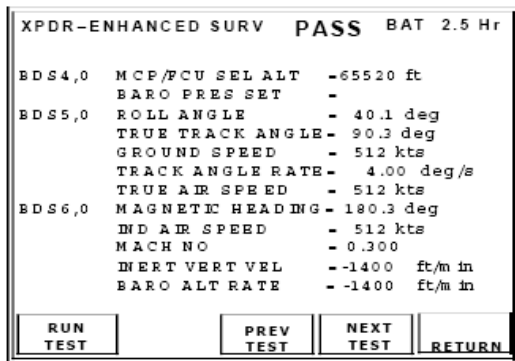 XPDR-ENHANCED SURV PASS BAT 2.5 Hr
BDS4,0 MCP/FCU SEL ALT -65520 ft
BARO PRES SET -
BDS5,0 ROLL ANGLE - 40.1 deg
TRUE TRACK ANGLE- 90.3 deg
GROUND SPEED - 512 kts
TRACK ANGLE RATE- 4.00 deg/s
TRUE AIR SPEED - 512 kts
BDS6,0 MAGNETIC HEADING- 180.3 deg
IND AIR SPEED - 512 kts
MACH NO - 0.300
INERT VERT VEL - -1400 ft/min
BARO ALT RATE - -1400 ft/min
RUN TEST PREV TEST NEXT TEST RETURN